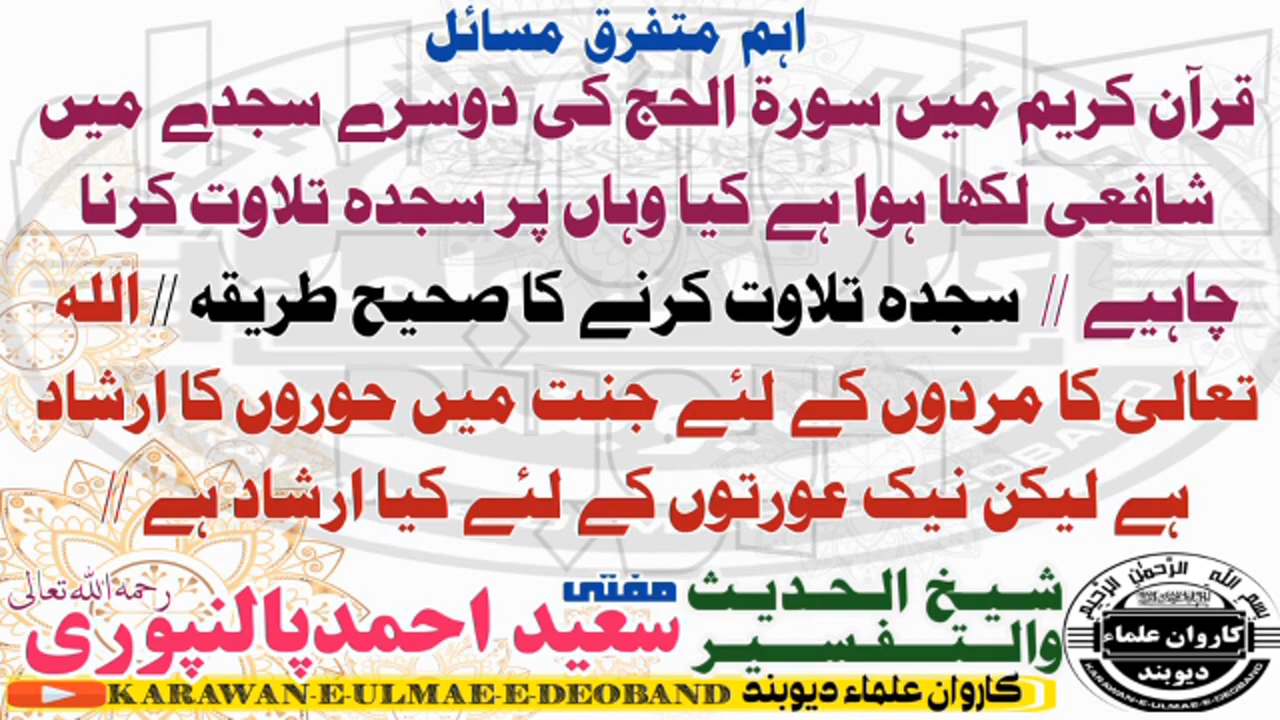 اہم متفرق مسائل
قرآن کریم میں سورۃ الحج کی دوسرے سجدے میں
شافعی لکھا ہوا ہے کیا وہاں پر سجدہ تلاوت کرنا
چاہیے // سجدہ تلاوت کرنے کا صحیح طریقہ // اللہ
تعالی کا مردوں کے لئے جنت میں حوروں کا ارشاد
ہے لیکن نیک عورتوں کے لئے کیا ارشاد ہے //
شیخ الحدیث مفتی
والتفسیر سعید احمد پالنپوری رحمہ اللہ تعالی
بسم اللہ الرحمن الرحیم
کاروان علماء
دیوبند
KARAWAN-E-ULMAE-E-DEOBAND
کاروان علماء دیوبند KARAWAN-E-ULMAE-E-DEOBAND